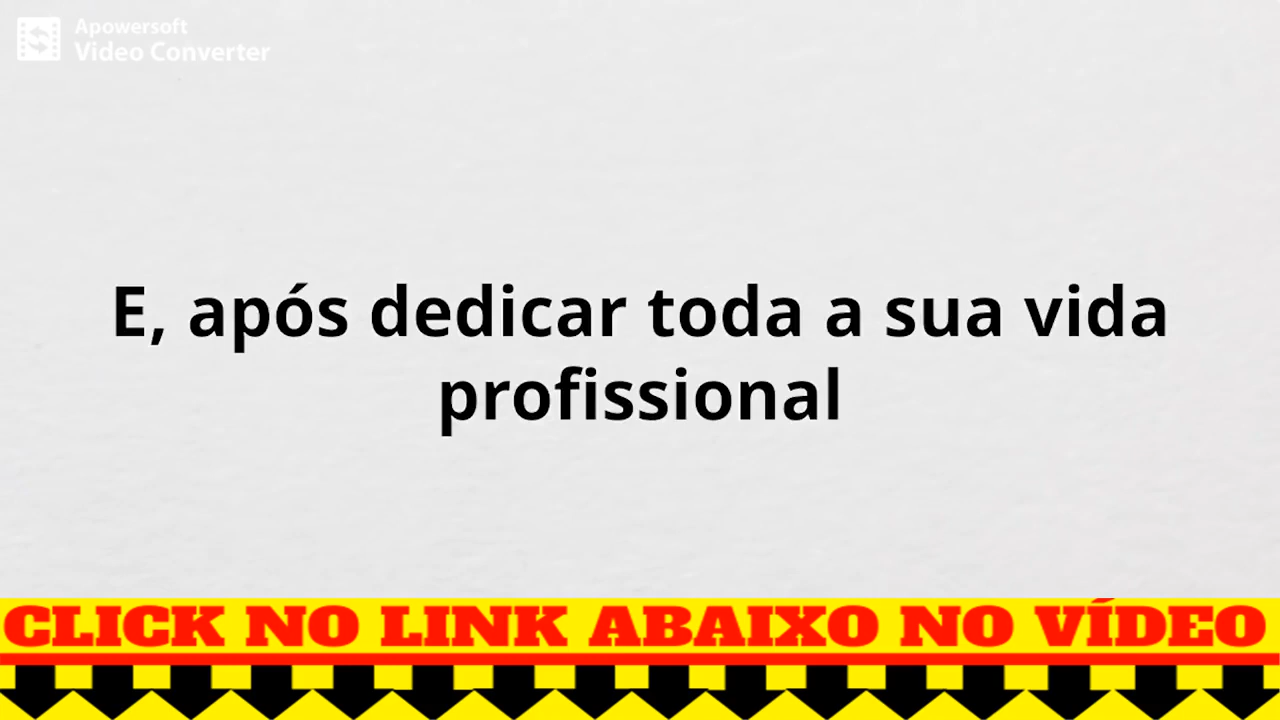 Apowersoft
Video Converter
E, após dedicar toda a sua vida
profissional
CLICK NO LINK ABAIXO NO VÍDEO